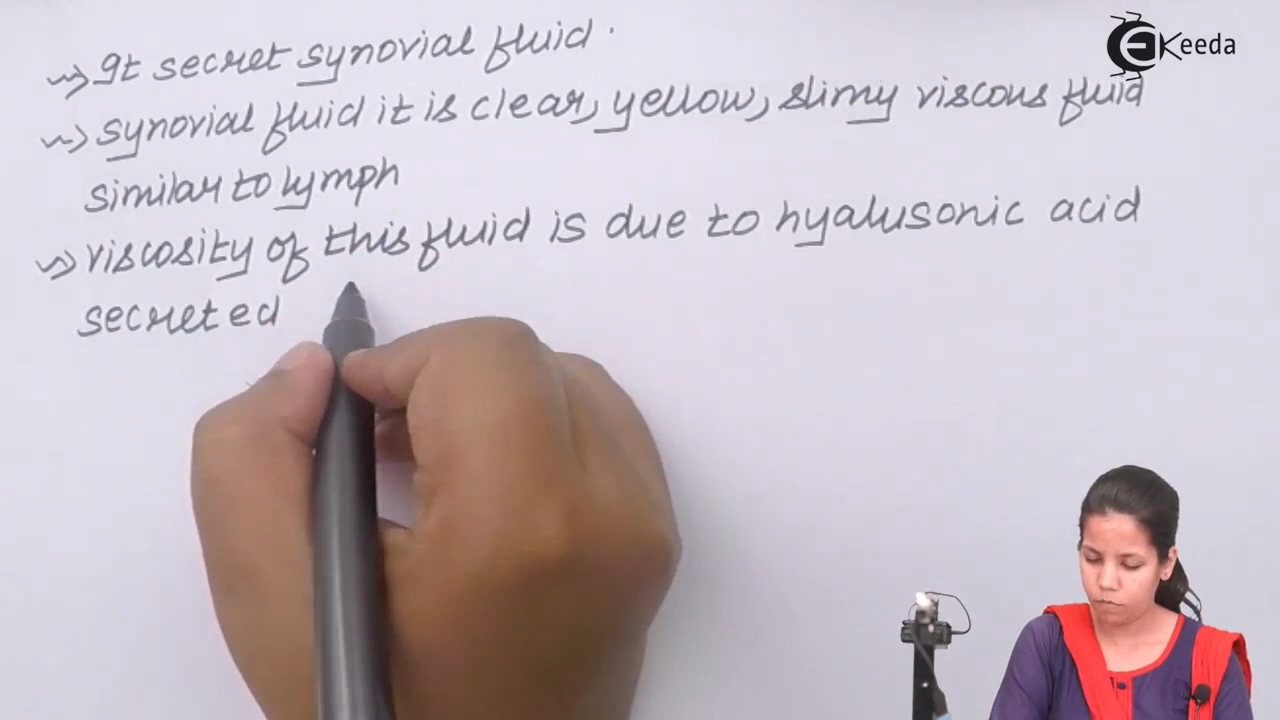 ~> It secret synovial fluid.
~> synovial fluid it is clear, yellow, slimy viscous fluid
similar to lymph
~> viscosity of this fluid is due to hyalusonic acid
secreted
EKeeda